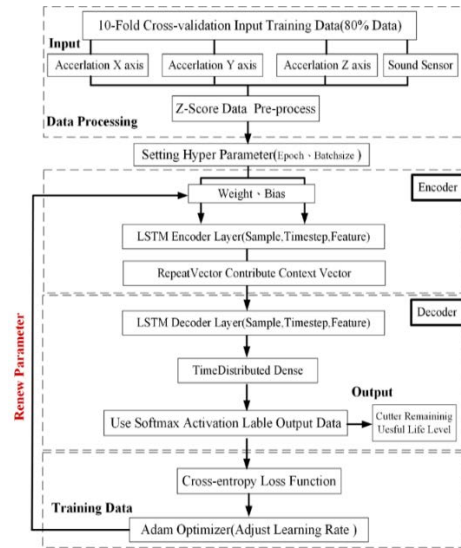 10-Fold Cross-validation Input Training Data(80% Data)
Input
Accerlation X axis
Accerlation Y axis
Accerlation Z axis
Sound Sensor
Z-Score Data Pre-process
Data Processing
Setting Hyper Parameter(Epoch、Batchsize )
Encoder
Weight、Bias
LSTM Encoder Layer(Sample,Timestep,Feature)
RepeatVector Contribute Context Vector
Decoder
LSTM Decoder Layer(Sample,Timestep,Feature)
TimeDistributed Dense
Output
Use Softmax Activation Lable Output Data
Cutter Remaininig
Uesful Life Level
Renew Parameter
Cross-entropy Loss Function
Training Data
Adam Optimizer(Adjust Learning Rate )